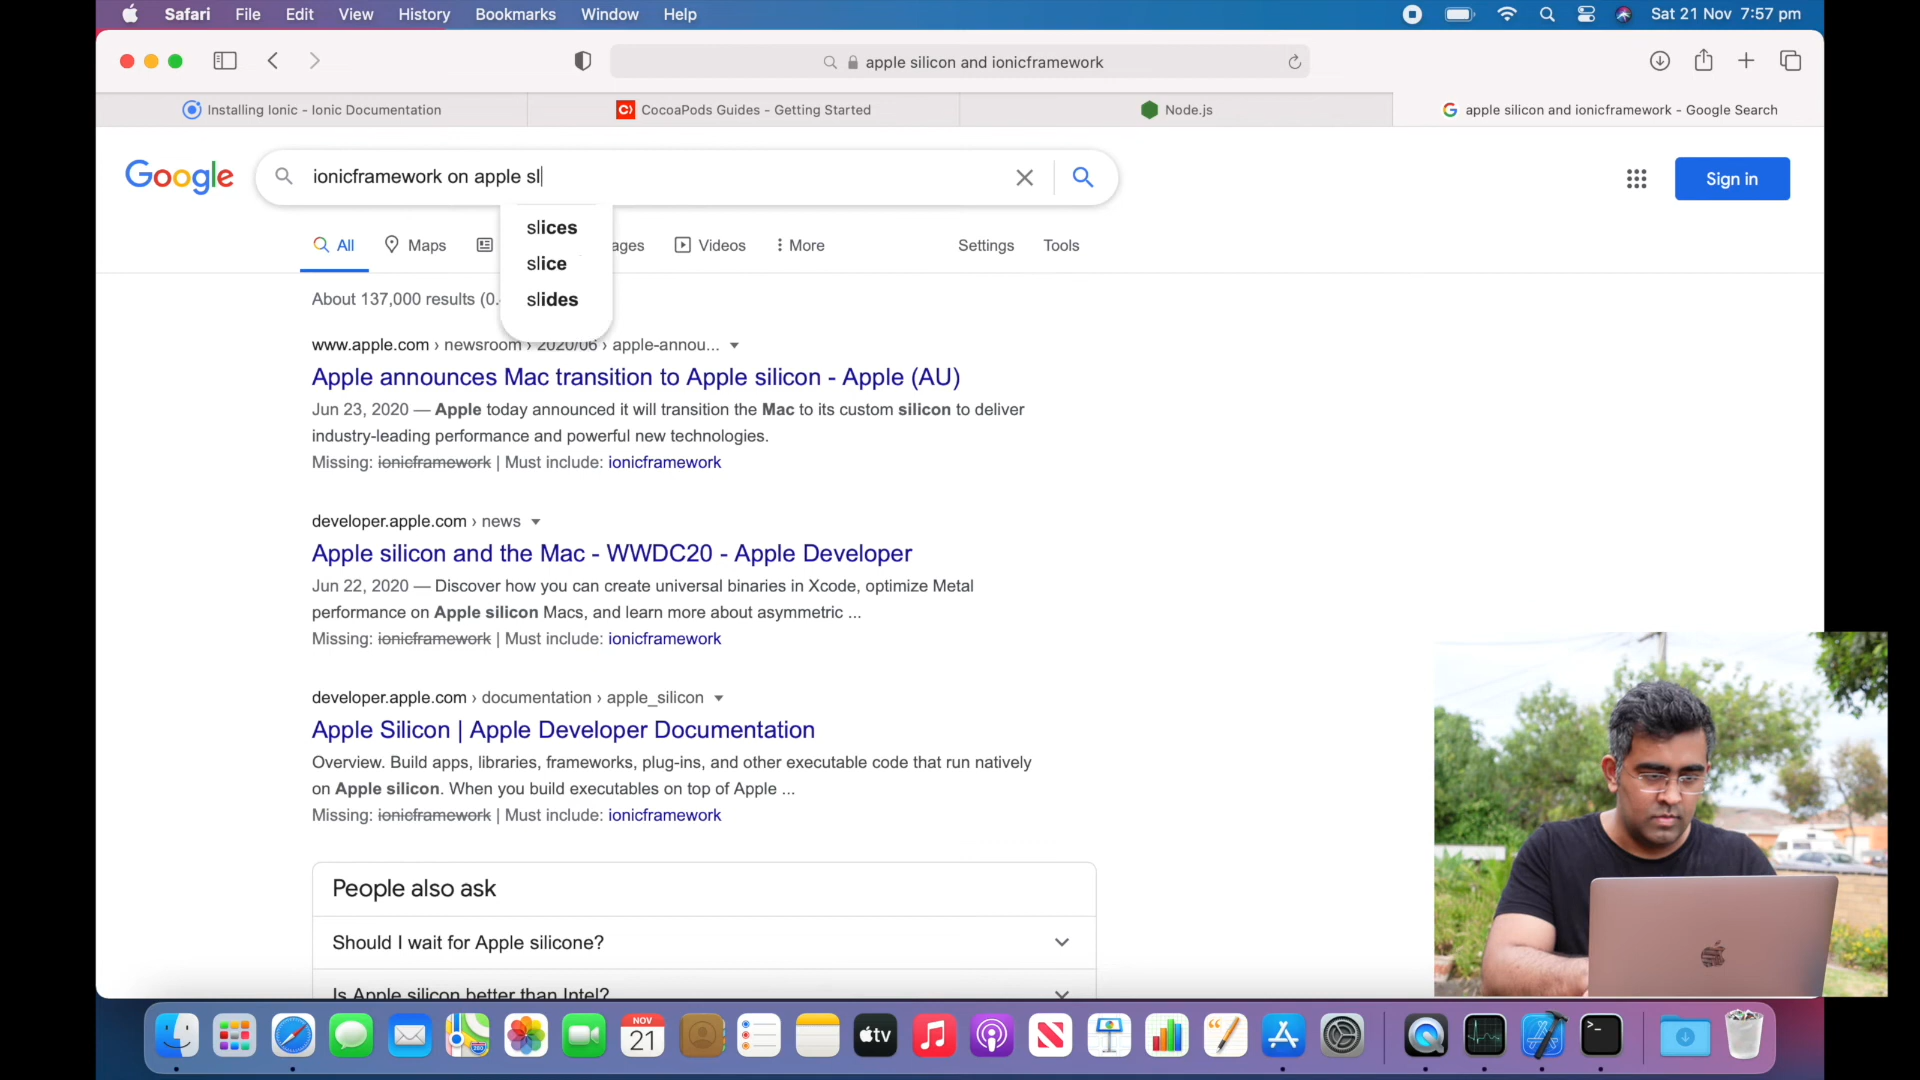 Safari File Edit View History Bookmarks Window Help Sat 21 Nov 7:57 pm
apple silicon and ionicframework
Installing Ionic - Ionic Documentation CocoaPods Guides - Getting Started Node.js apple silicon and ionicframework - Google Search
Google ionicframework on apple sl Sign in
slices
slice
slides
All Maps ages Videos More Settings Tools
About 137,000 results (0.
www.apple.com › newsroom › 2020/06 › apple-annou...
Apple announces Mac transition to Apple silicon - Apple (AU)
Jun 23, 2020 — Apple today announced it will transition the Mac to its custom silicon to deliver
industry-leading performance and powerful new technologies.
Missing: ionicframework | Must include: ionicframework
developer.apple.com › news
Apple silicon and the Mac - WWDC20 - Apple Developer
Jun 22, 2020 — Discover how you can create universal binaries in Xcode, optimize Metal
performance on Apple silicon Macs, and learn more about asymmetric ...
Missing: ionicframework | Must include: ionicframework
developer.apple.com › documentation › apple_silicon
Apple Silicon | Apple Developer Documentation
Overview. Build apps, libraries, frameworks, plug-ins, and other executable code that run natively
on Apple silicon. When you build executables on top of Apple ...
Missing: ionicframework | Must include: ionicframework
People also ask
Should I wait for Apple silicone?
Is Apple silicon better than Intel?
NOV
21
tv